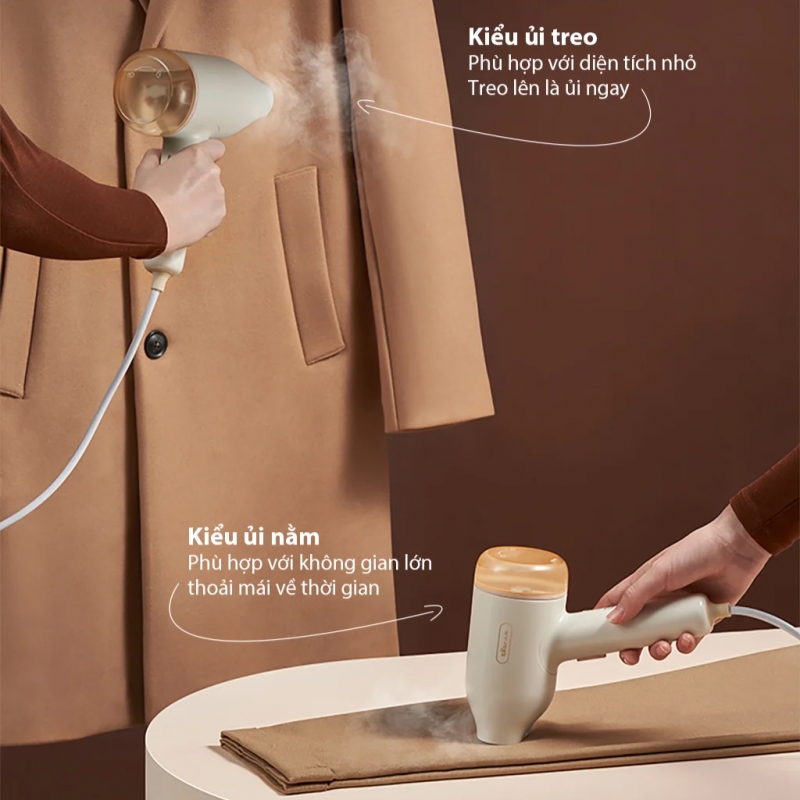 Kiểu ủi treo
Phù hợp với diện tích nhỏ
Treo lên là ủi ngay
Kiểu ủi nằm
Phù hợp với không gian lớn
thoải mái về thời gian